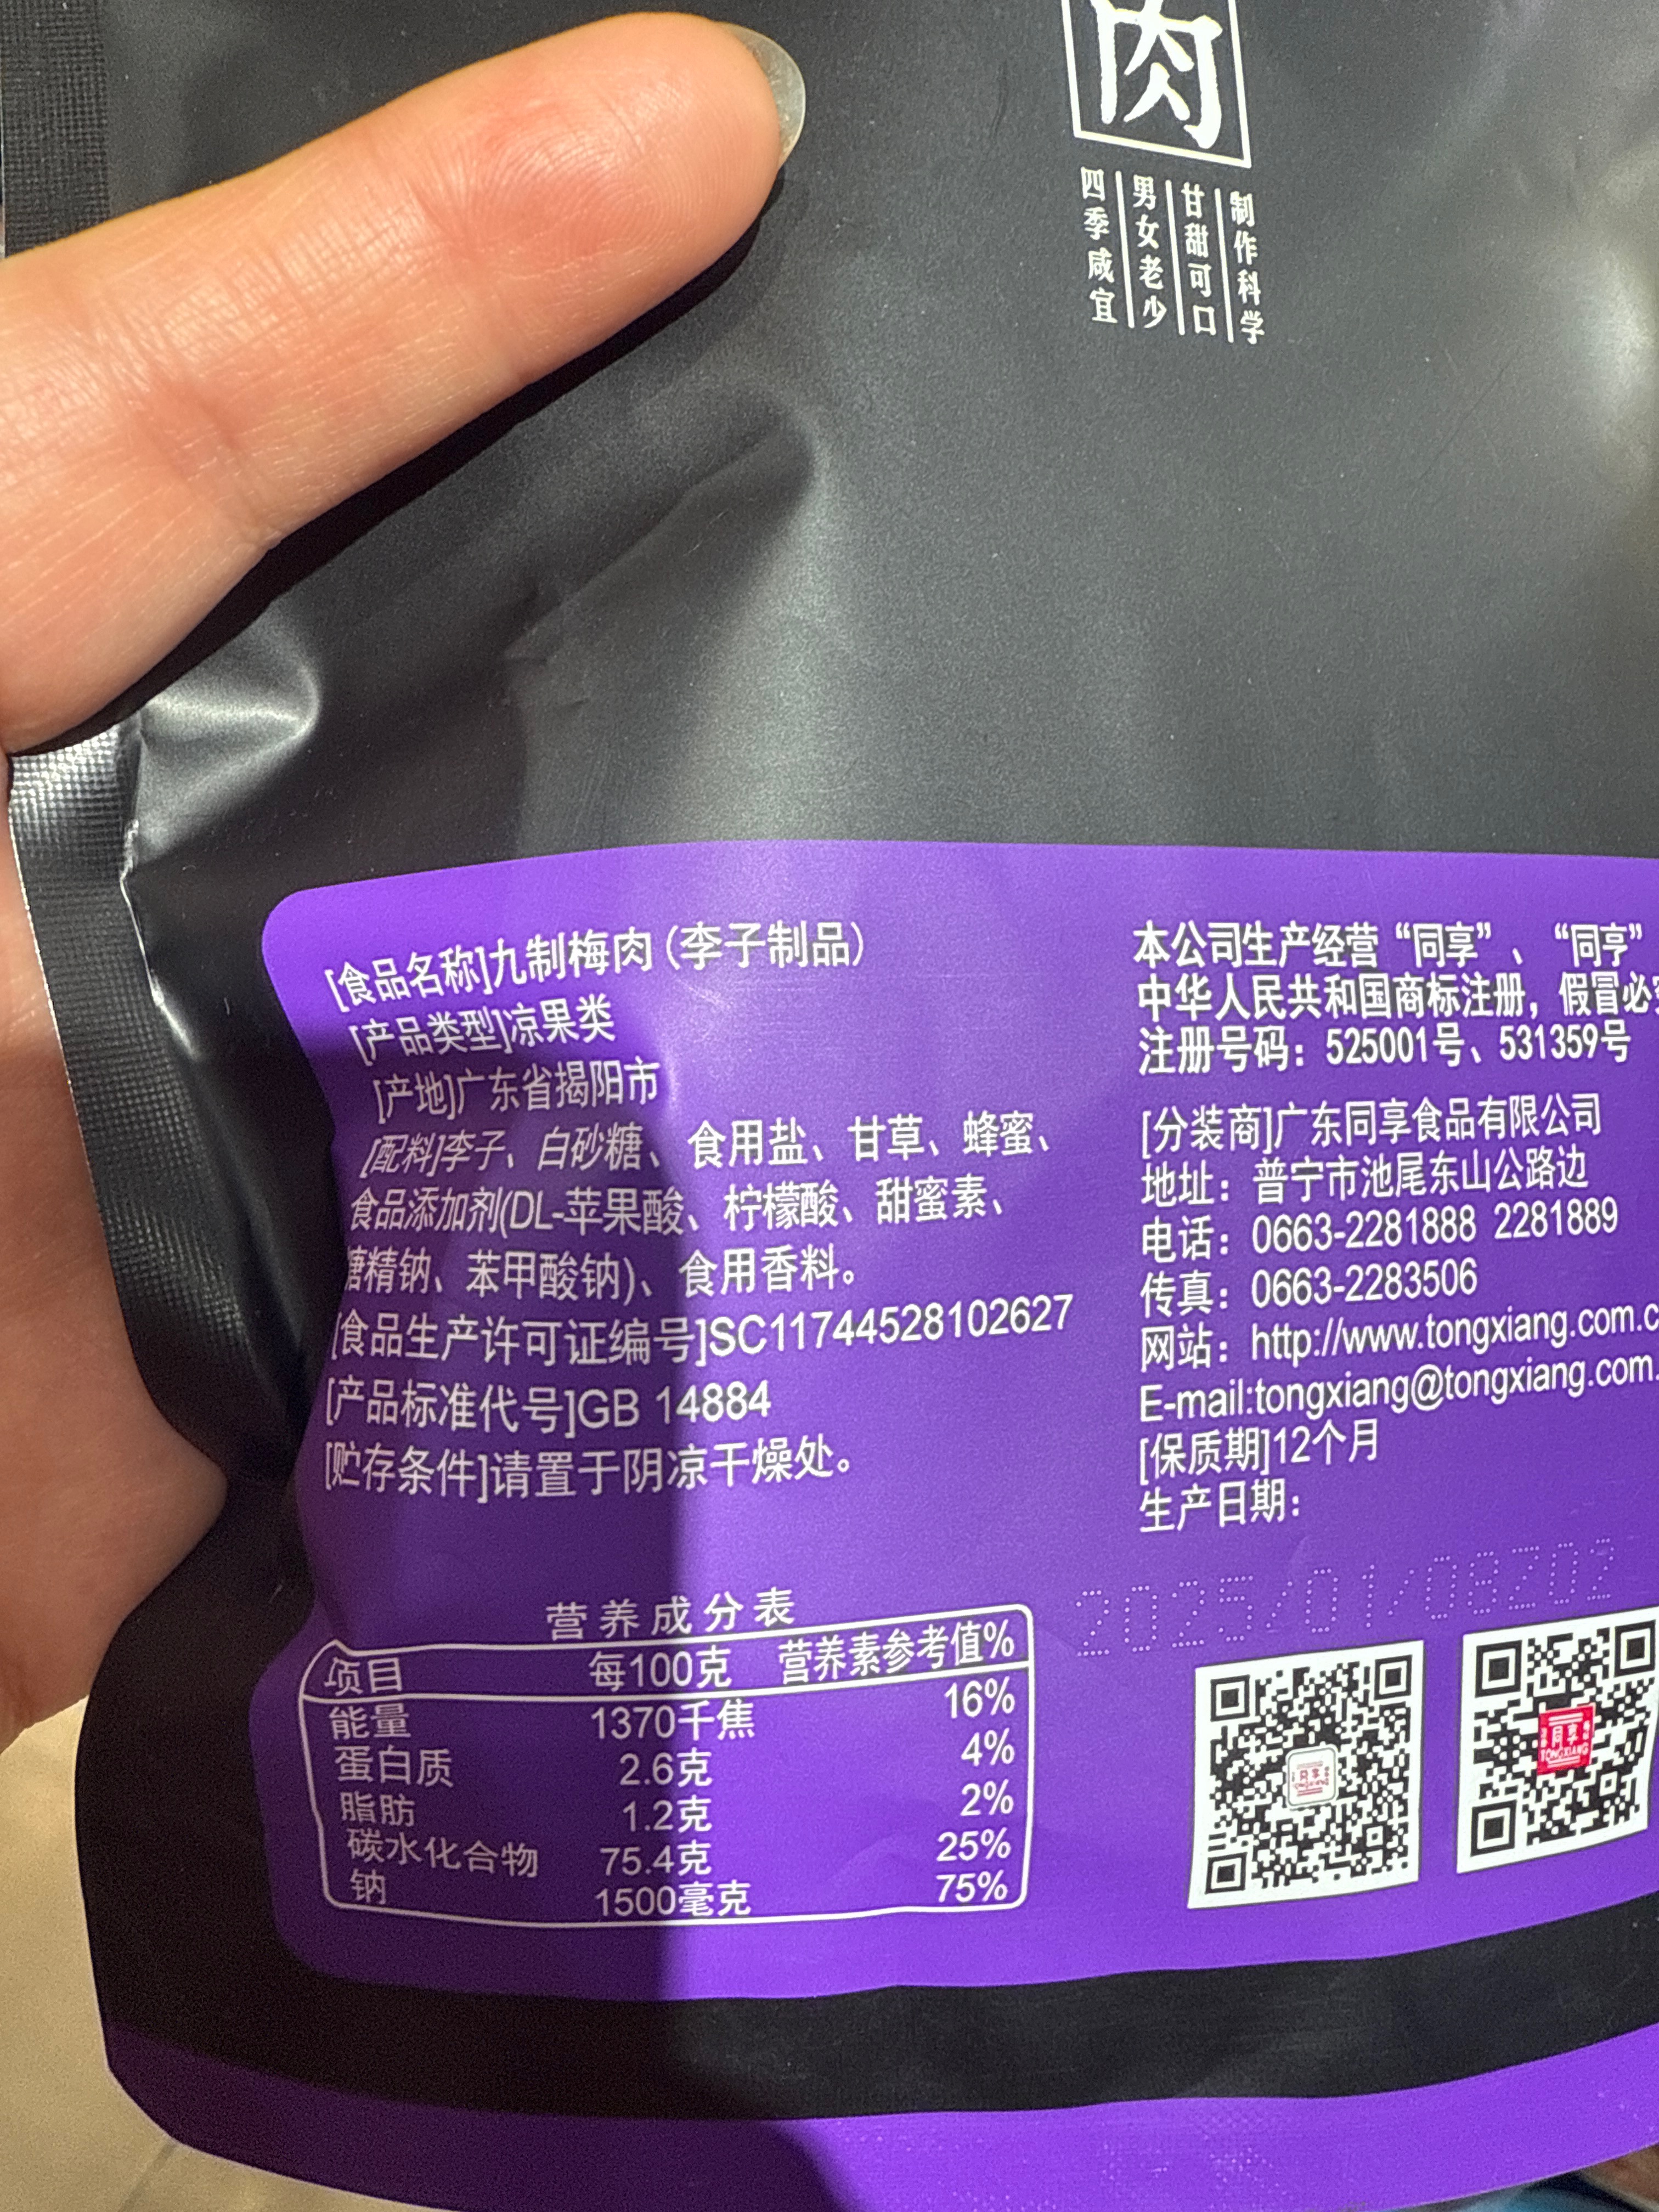 肉
制作科学
甘甜可口
男女老少
四季咸宜
[食品名称]九制梅肉(李子制品)
[产品类型]凉果类
[产地]广东省揭阳市
[配料]李子、白砂糖、食用盐、甘草、蜂蜜、
食品添加剂(DL-苹果酸、柠檬酸、甜蜜素、
糖精钠、苯甲酸钠)、食用香料。
[食品生产许可证编号]SC11744528102627
[产品标准代号]GB 14884
[贮存条件]请置于阴凉干燥处。
营养成分表
项目 每100克 营养素参考值%
能量 1370千焦 16%
蛋白质 2.6克 4%
脂肪 1.2克 2%
碳水化合物 75.4克 25%
钠 1500毫克 75%
本公司生产经营“同享”、“同亨”
中华人民共和国商标注册,假冒必
注册号码:525001号、531359号
[分装商]广东同享食品有限公司
地址:普宁市池尾东山公路边
电话:0663-2281888 2281889
传真:0663-2283506
网站:http://www.tongxiang.com.c
E-mail:tongxiang@tongxiang.com.
[保质期]12个月
生产日期:
2025/01/08Z02
同享
TONGXIANG
同享
TONGXIANG